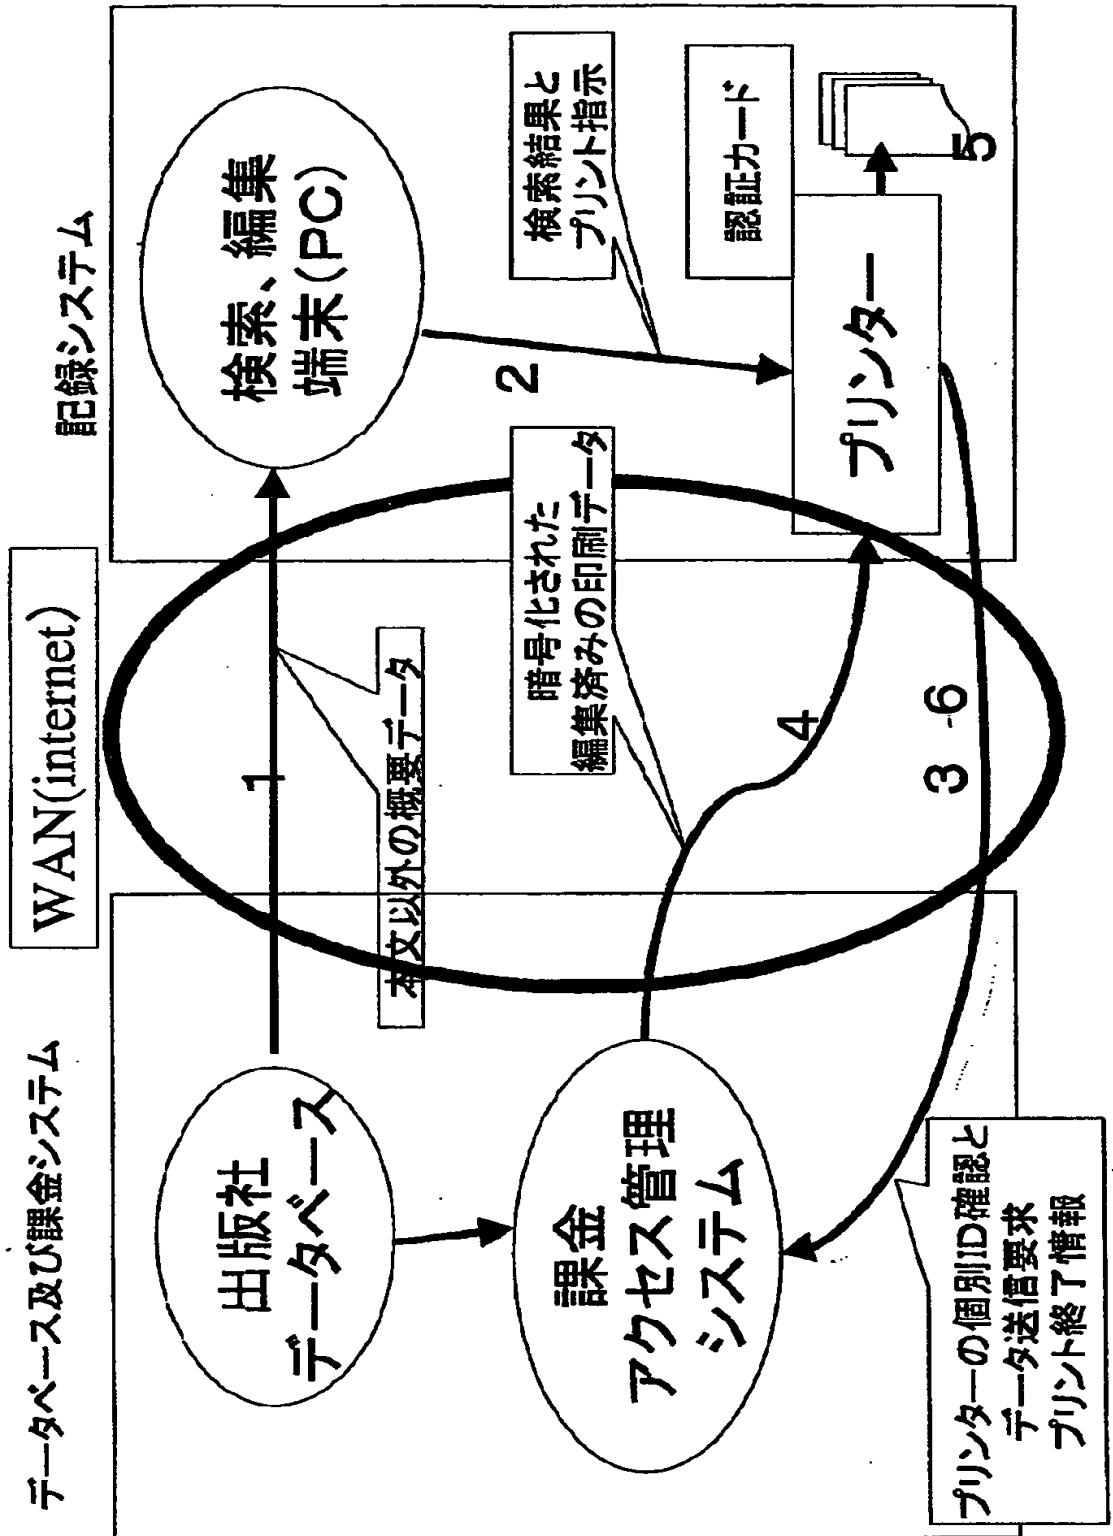 WAN(internet)
データベース及び課金システム
記録システム
出版社
データベース
1
検索、編集
端末(PC)
本文以外の概要データ
2
検索結果と
プリント指示
課金
アクセス管理
システム
暗号化された
編集済みの印刷データ
4
認証カード
プリンター
5
3
6
プリンターの個別ID確認と
データ送信要求
プリント終了情報